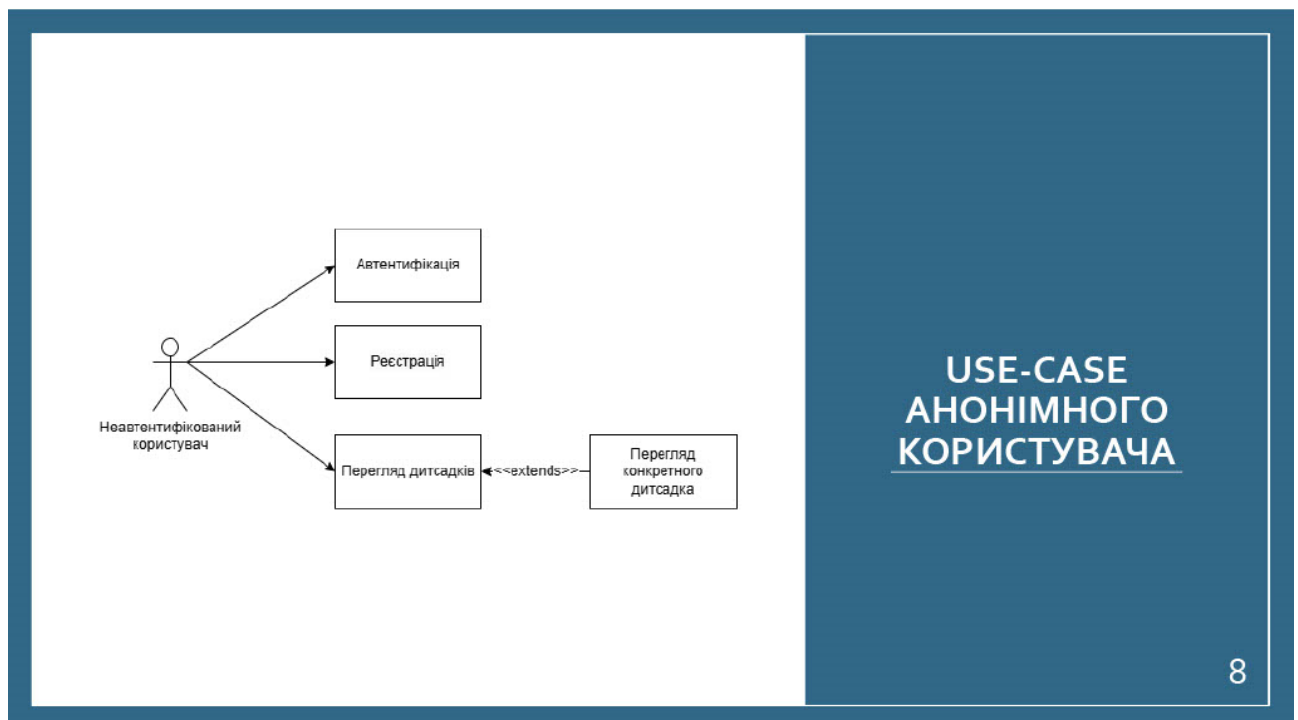 Автентифікація
Реєстрація
Неавтентифікований
користувач
Перегляд дитсадків
<<extends>>
Перегляд
конкретного
дитсадка
USE-CASE
АНОНІМНОГО
КОРИСТУВАЧА
8